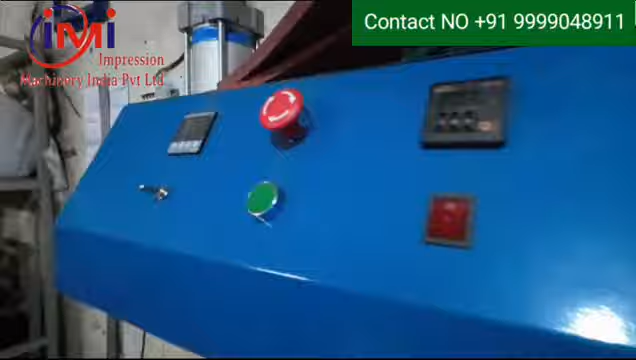 iMi
Impression
Machinery India Pvt Ltd
Contact NO +91 9999048911